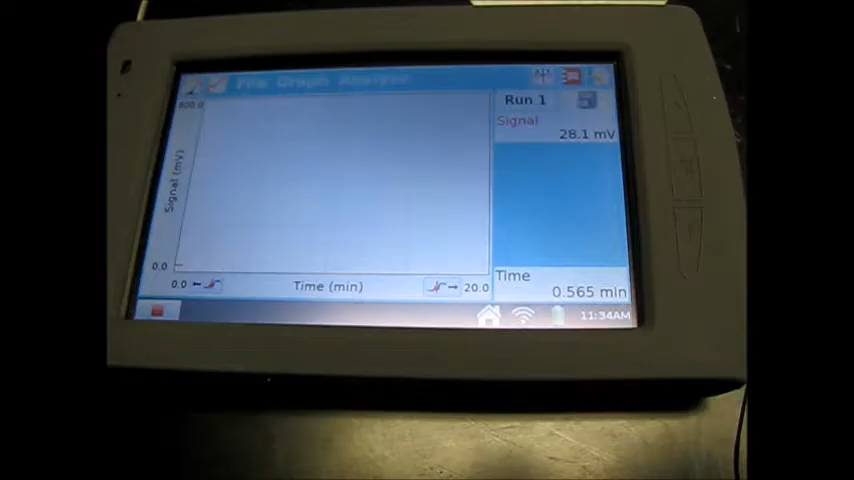 File Graph Analyze
Run 1
Signal
28.1 mV
800.0
Signal (mV)
0.0
0.0
Time (min)
20.0
Time
0.565 min
11:34AM